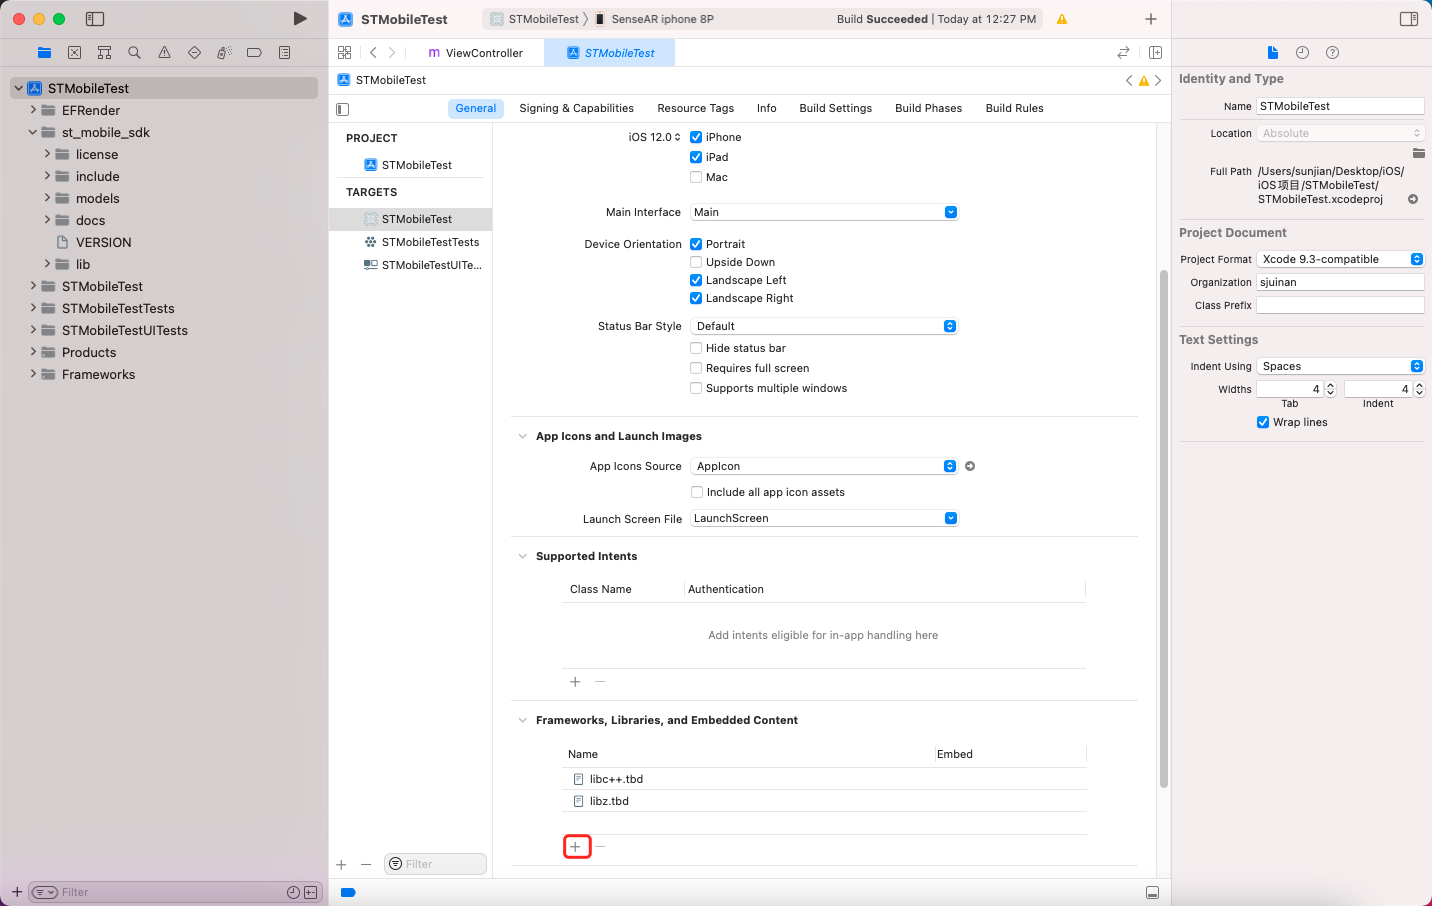 STMobileTest
STMobileTest
SenseAR iphone 8P
Build Succeeded | Today at 12:27 PM
ViewController
STMobileTest
STMobileTest
General
Signing & Capabilities
Resource Tags
Info
Build Settings
Build Phases
Build Rules
STMobileTest
EFRender
st_mobile_sdk
license
include
models
docs
VERSION
lib
STMobileTest
STMobileTestTests
STMobileTestUITests
Products
Frameworks
Filter
PROJECT
STMobileTest
TARGETS
STMobileTest
STMobileTestTests
STMobileTestUITe...
Filter
iOS 12.0
iPhone
iPad
Mac
Main Interface
Main
Device Orientation
Portrait
Upside Down
Landscape Left
Landscape Right
Status Bar Style
Default
Hide status bar
Requires full screen
Supports multiple windows
App Icons and Launch Images
App Icons Source
AppIcon
Include all app icon assets
Launch Screen File
LaunchScreen
Supported Intents
Class Name
Authentication
Add intents eligible for in-app handling here
Frameworks, Libraries, and Embedded Content
Name
Embed
libc++.tbd
libz.tbd
Identity and Type
Name
STMobileTest
Location
Absolute
Full Path
/Users/sunjian/Desktop/iOS/
iOS项目/STMobileTest/
STMobileTest.xcodeproj
Project Document
Project Format
Xcode 9.3-compatible
Organization
sjuinan
Class Prefix
Text Settings
Indent Using
Spaces
Widths
4
4
Tab
Indent
Wrap lines